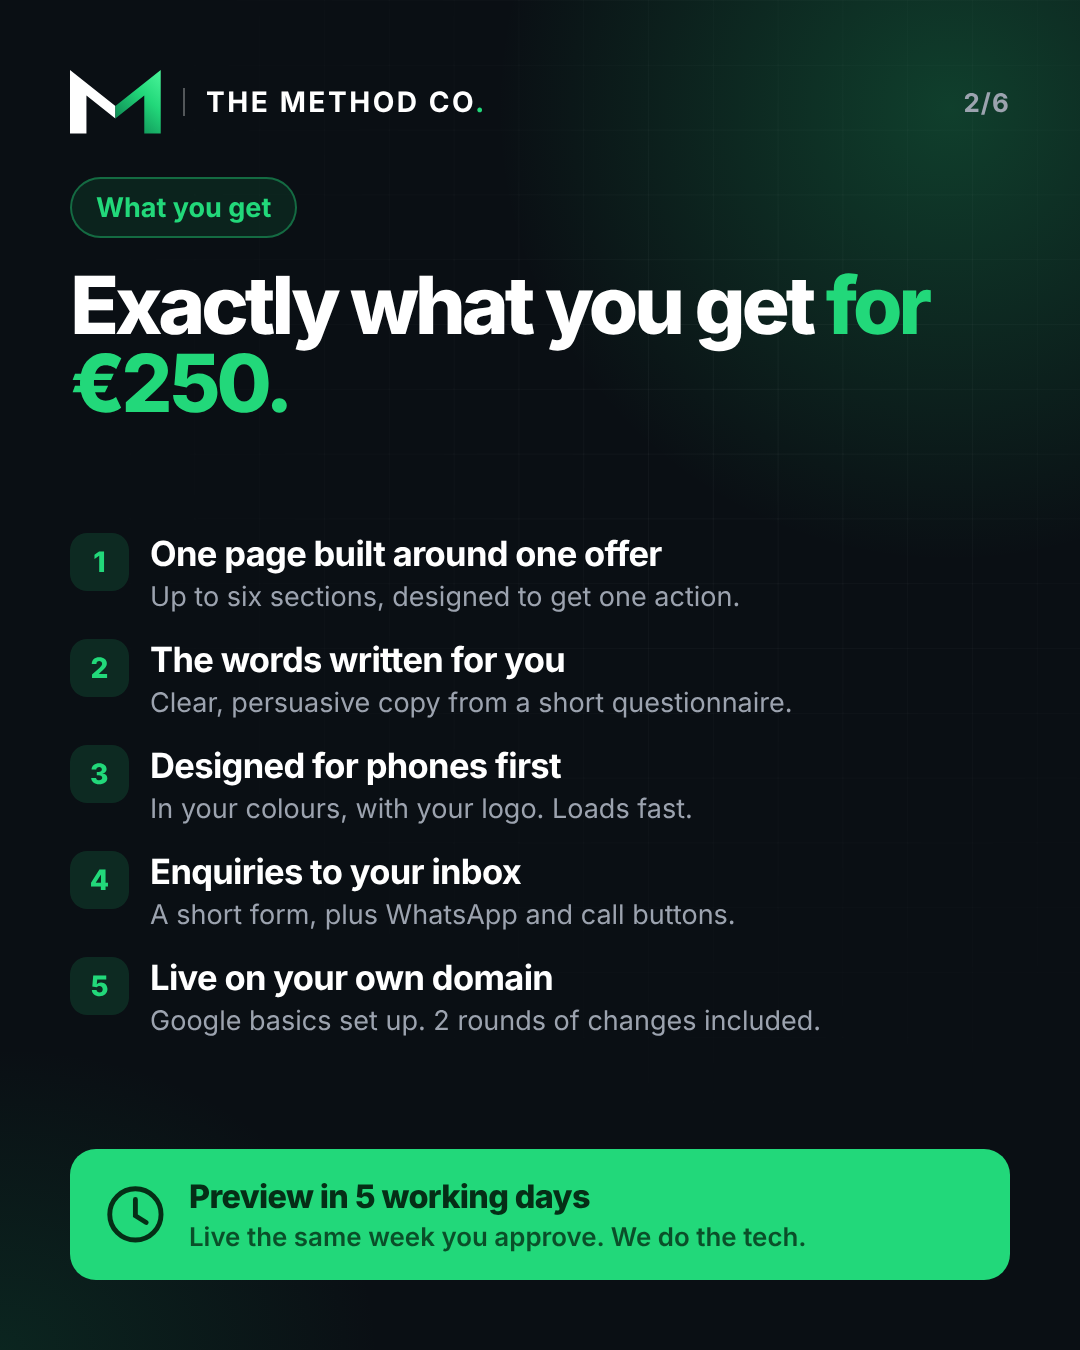 THE METHOD CO.
2/6
What you get
Exactly what you get for
€250.
1
One page built around one offer
Up to six sections, designed to get one action.
2
The words written for you
Clear, persuasive copy from a short questionnaire.
3
Designed for phones first
In your colours, with your logo. Loads fast.
4
Enquiries to your inbox
A short form, plus WhatsApp and call buttons.
5
Live on your own domain
Google basics set up. 2 rounds of changes included.
Preview in 5 working days
Live the same week you approve. We do the tech.